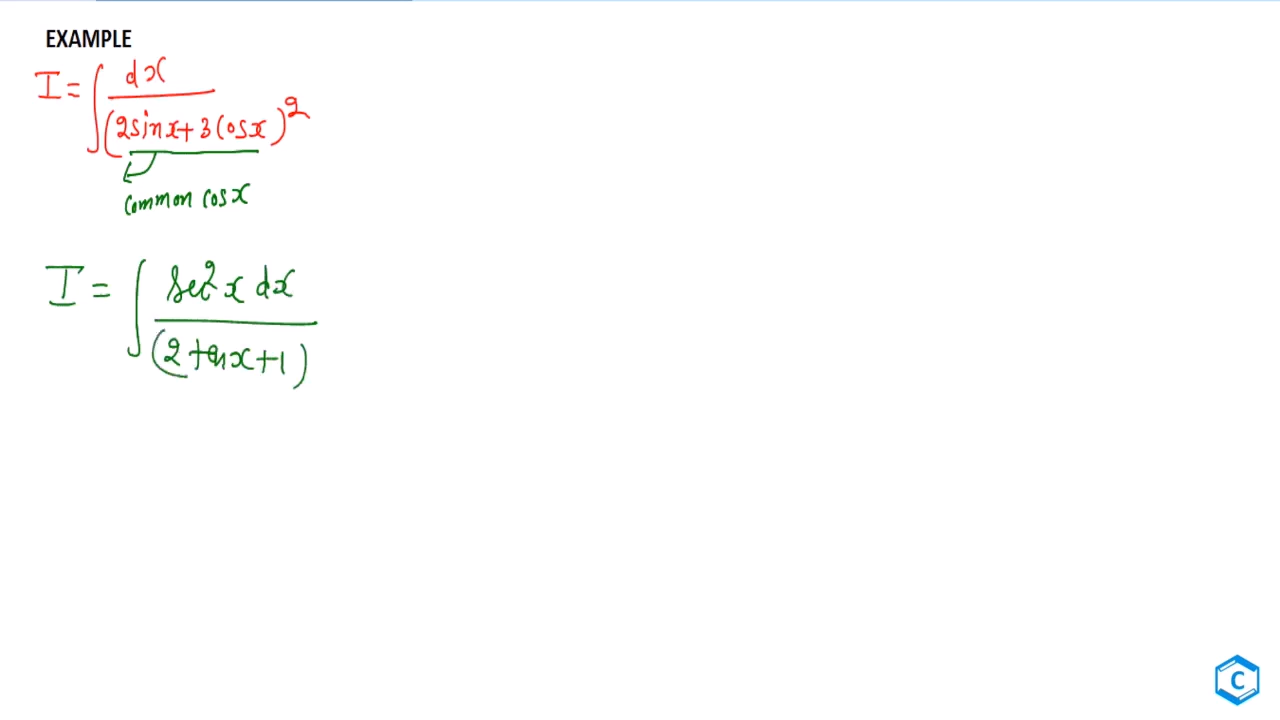 EXAMPLE
I = ∫ dx / (2sinx + 3cosx)²
Common cosx
I = ∫ sec²x dx / (2tanx + 1)
C